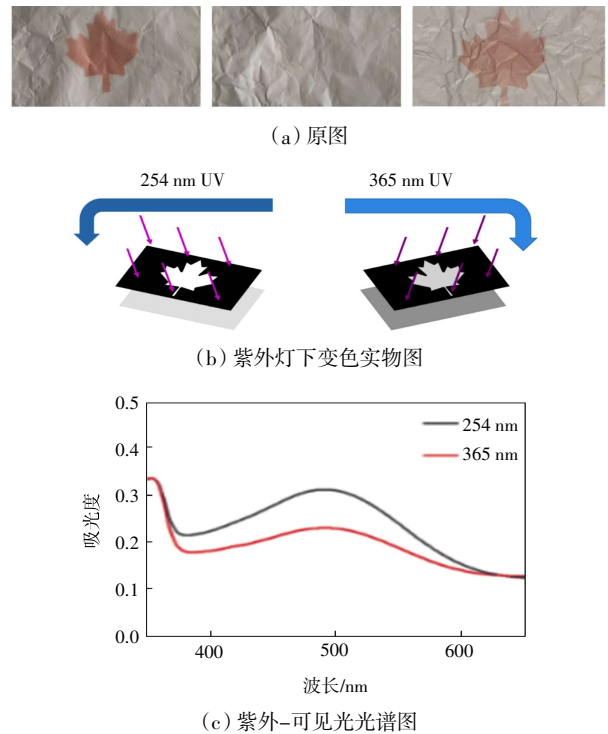 (a) 原图
254 nm UV
365 nm UV
(b) 紫外灯下变色实物图
0.5
0.4
0.3
0.2
0.1
0.0
吸光度
254 nm
365 nm
400
500
600
波长/nm
(c) 紫外-可见光光谱图